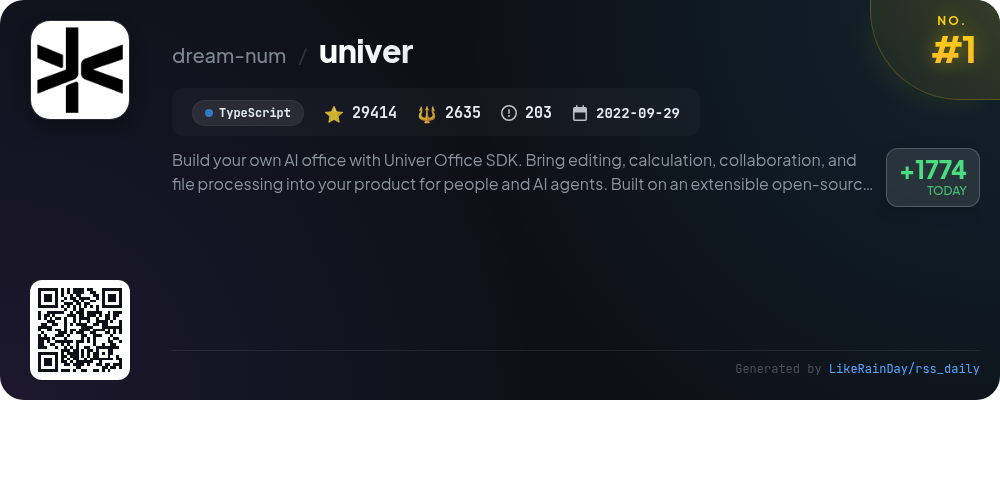 NO.
#1
dream-num / univer
TypeScript 29414 2635 203 2022-09-29
Build your own AI office with Univer Office SDK. Bring editing, calculation, collaboration, and
file processing into your product for people and AI agents. Built on an extensible open-sourc…
+1774
TODAY
Generated by LikeRainDay/rss_daily